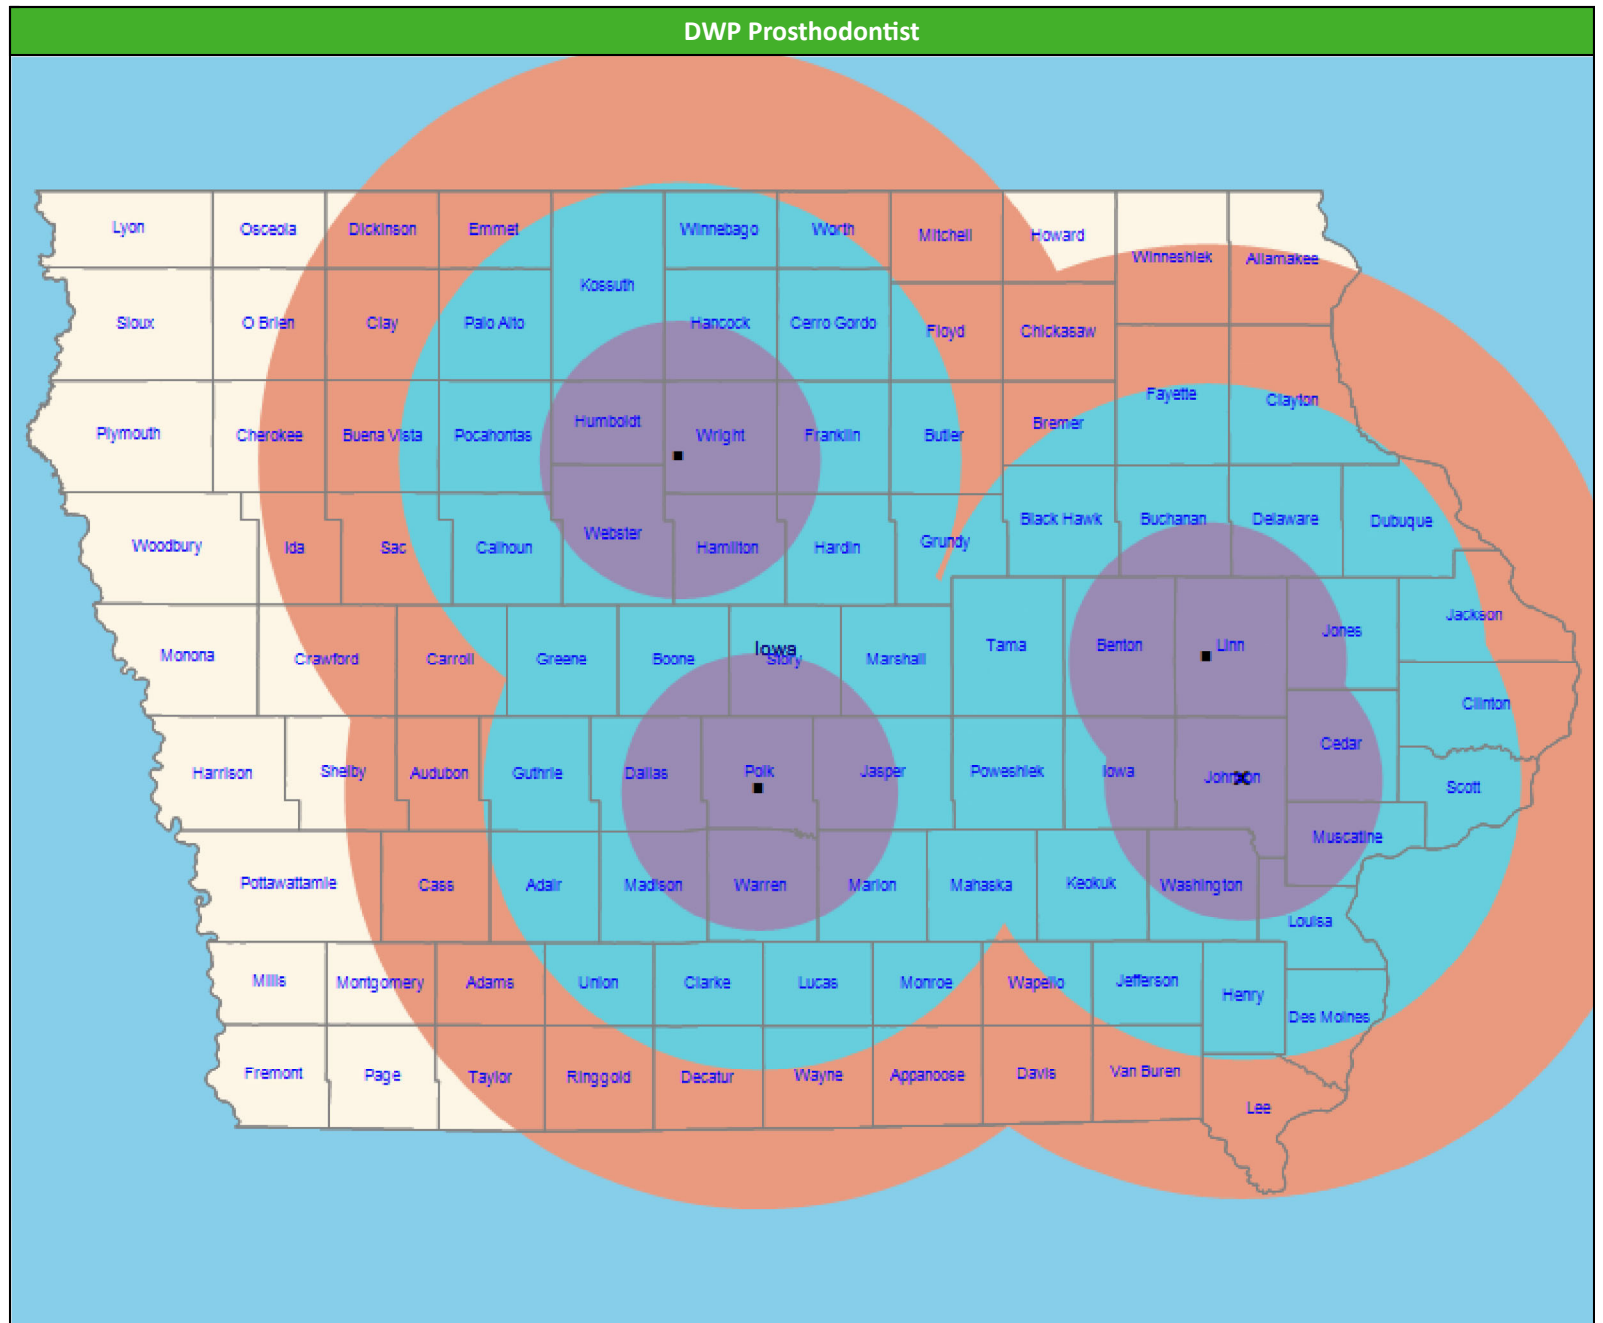 DWP Prosthodontist
Lyon
Osceola
Dickinson
Emmet
Winnebago
Worth
Mitchell
Howard
Winneshiek
Allamakee
Kossuth
Sioux
O Brien
Clay
Palo Alto
Hancock
Cerro Gordo
Floyd
Chickasaw
Fayette
Clayton
Plymouth
Cherokee
Buena Vista
Pocahontas
Humboldt
Wright
Franklin
Butler
Bremer
Woodbury
Ida
Sac
Calhoun
Webster
Hamilton
Hardin
Grundy
Black Hawk
Buchanan
Delaware
Dubuque
Monona
Crawford
Carroll
Greene
Boone
Iowa
Story
Marshall
Tama
Benton
Linn
Jones
Jackson
Harrison
Shelby
Audubon
Guthrie
Dallas
Polk
Jasper
Poweshiek
Iowa
Johnson
Cedar
Clinton
Scott
Pottawattamie
Cass
Adair
Madison
Warren
Marion
Mahaska
Keokuk
Washington
Muscatine
Louisa
Mills
Montgomery
Adams
Union
Clarke
Lucas
Monroe
Wapello
Jefferson
Henry
Des Moines
Fremont
Page
Taylor
Ringgold
Decatur
Wayne
Appanoose
Davis
Van Buren
Lee